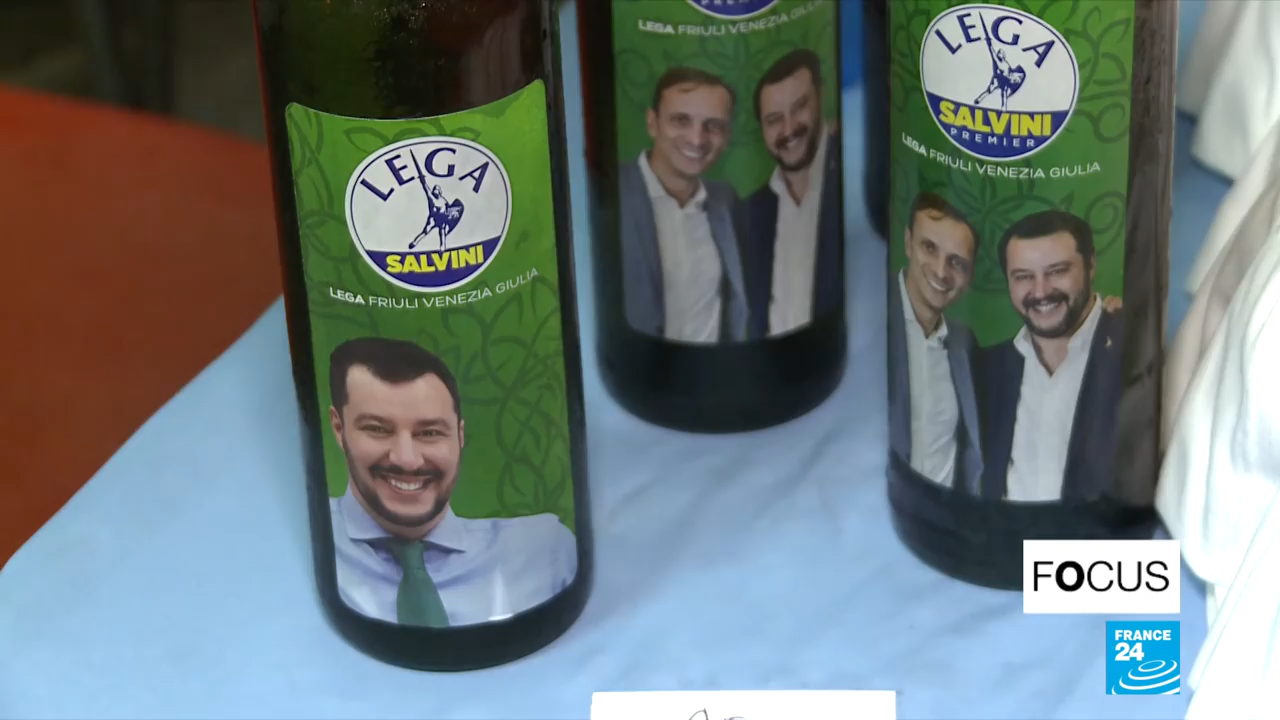 LEGA
SALVINI
LEGA FRIULI VENEZIA GIULIA
LEGA FRIULI VENEZIA GIULIA
LEGA
SALVINI
PREMIER
LEGA FRIULI VENEZIA GIULIA
FOCUS
FRANCE
24